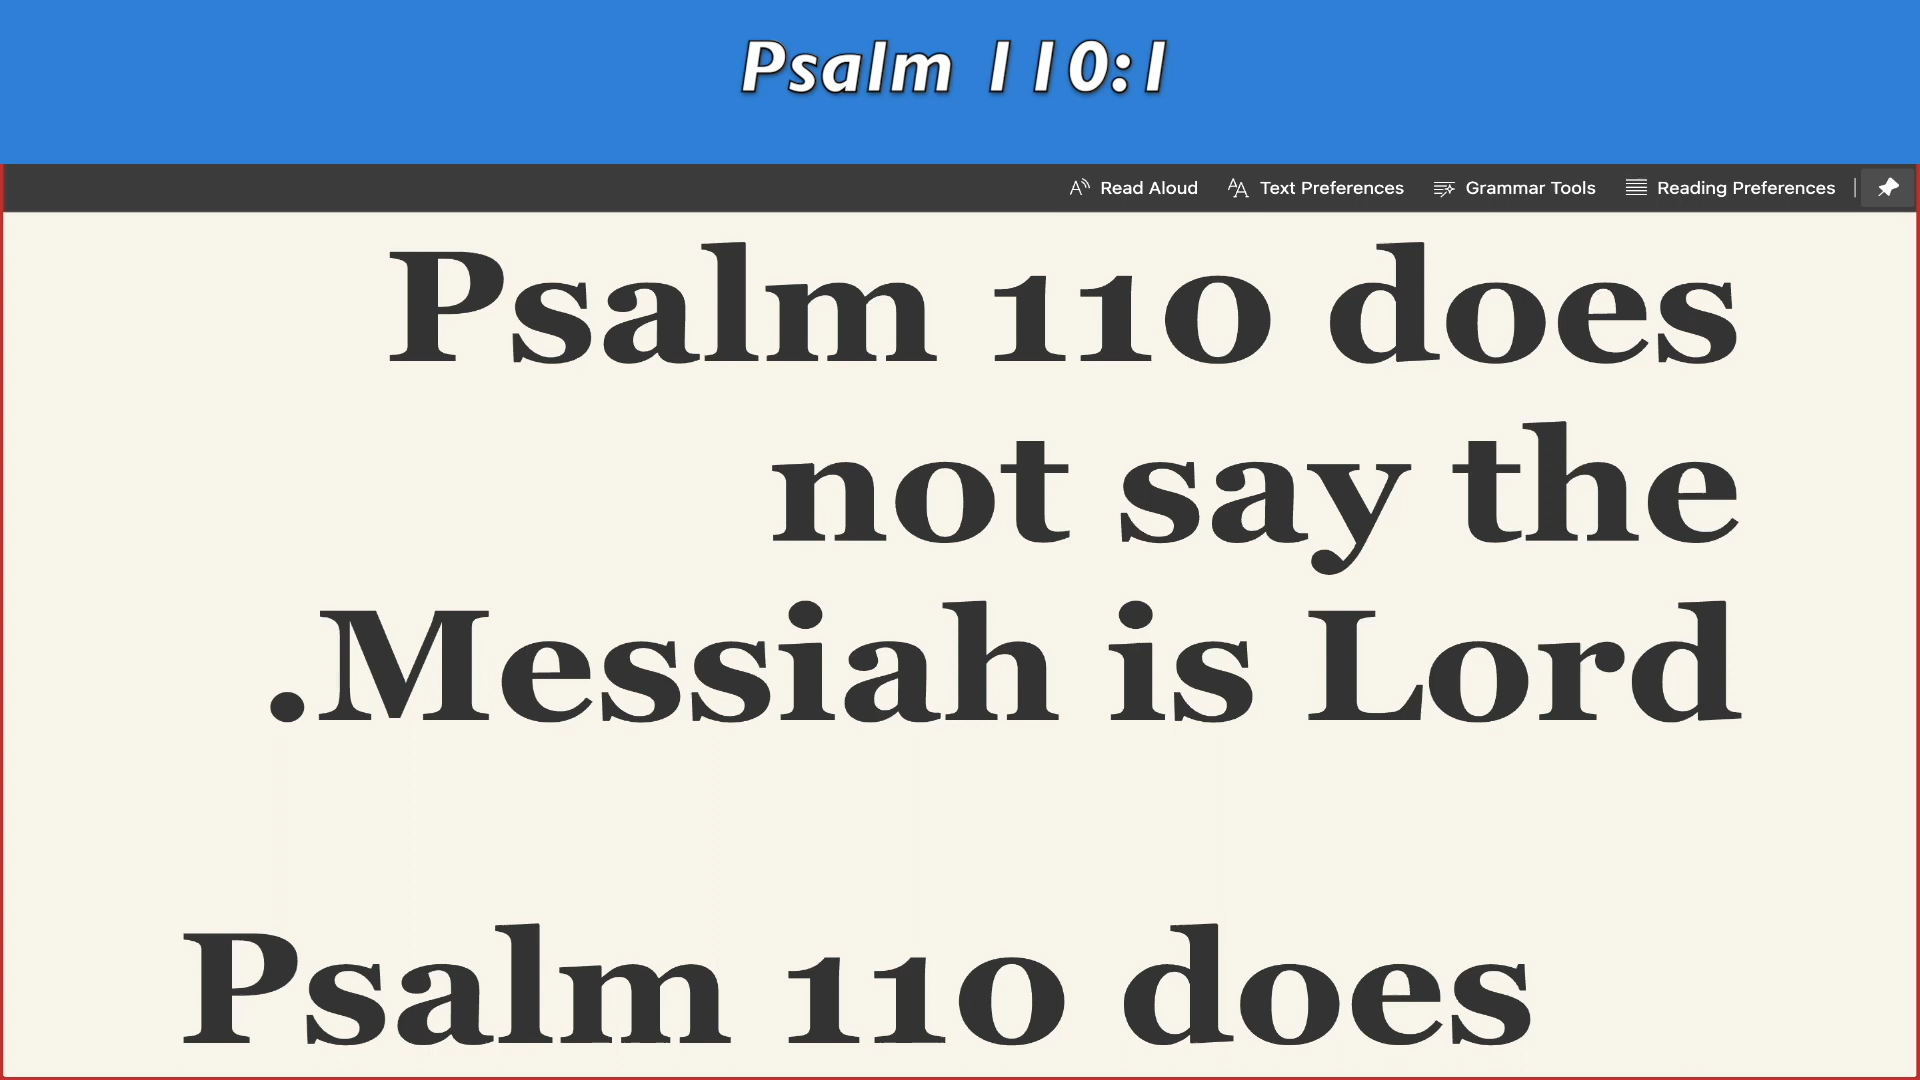 Psalm 110:1
Read Aloud
Text Preferences
Grammar Tools
Reading Preferences
Psalm 110 does
not say the
.Messiah is Lord
Psalm 110 does